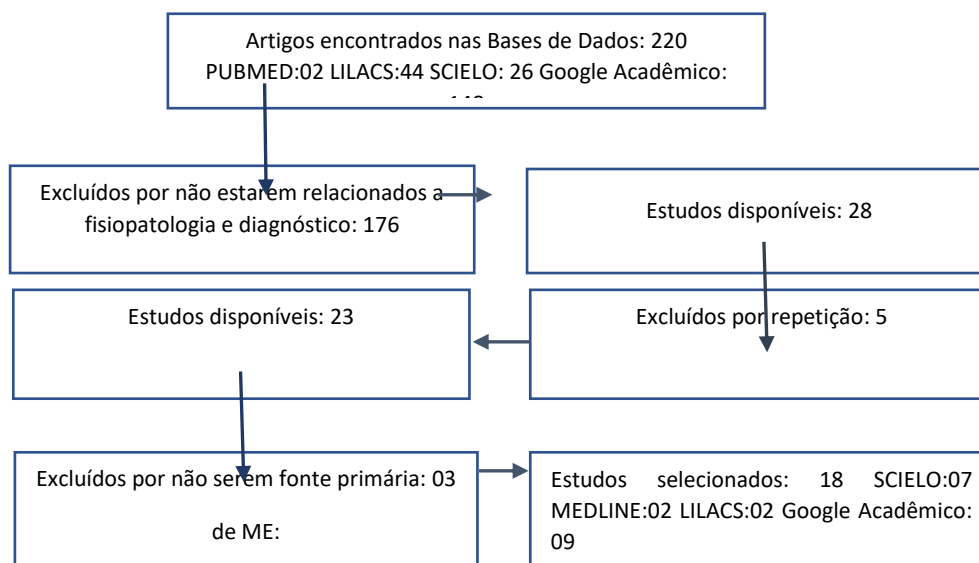 Artigos encontrados nas Bases de Dados: 220
PUBMED:02 LILACS:44 SCIELO: 26 Google Acadêmico:
Excluídos por não estarem relacionados a
fisiopatologia e diagnóstico: 176
Estudos disponíveis: 28
Estudos disponíveis: 23
Excluídos por repetição: 5
Excluídos por não serem fonte primária: 03
de ME:
Estudos selecionados: 18 SCIELO:07
MEDLINE:02 LILACS:02 Google Acadêmico:
09